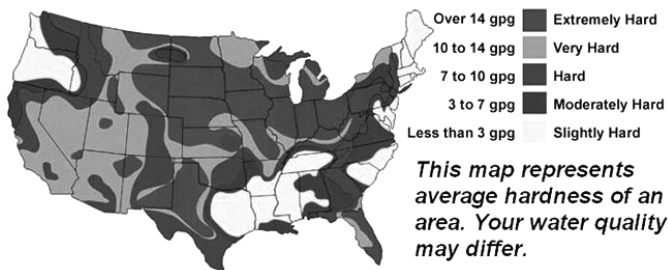 Over 14 gpg Extremely Hard
10 to 14 gpg Very Hard
7 to 10 gpg Hard
3 to 7 gpg Moderately Hard
Less than 3 gpg Slightly Hard
This map represents
average hardness of an
area. Your water quality
may differ.